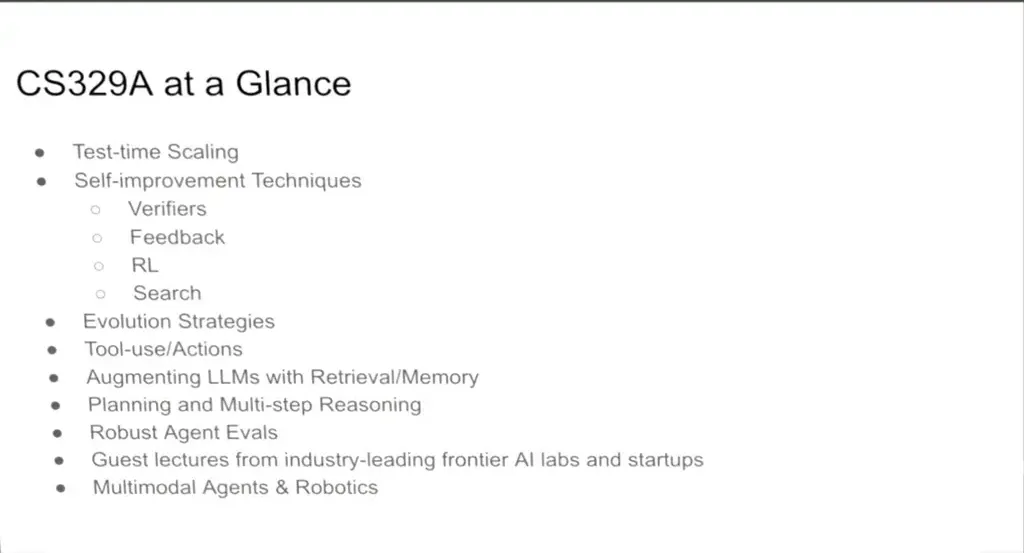 CS329A at a Glance
● Test-time Scaling
● Self-improvement Techniques
○ Verifiers
○ Feedback
○ RL
○ Search
● Evolution Strategies
● Tool-use/Actions
● Augmenting LLMs with Retrieval/Memory
● Planning and Multi-step Reasoning
● Robust Agent Evals
● Guest lectures from industry-leading frontier AI labs and startups
● Multimodal Agents & Robotics